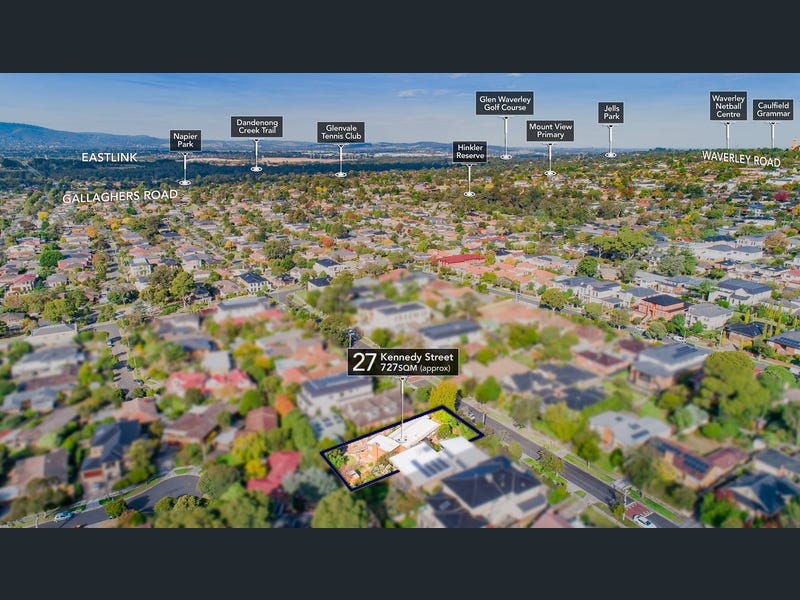 Glen Waverley
Golf Course
Waverley
Netball
Centre
Caulfield
Grammar
Jells
Park
Dandenong
Creek Trail
Glenvale
Tennis Club
Mount View
Primary
Napier
Park
Hinkler
Reserve
EASTLINK
WAVERLEY ROAD
GALLAGHERS ROAD
27 Kennedy Street
727SQM (approx)